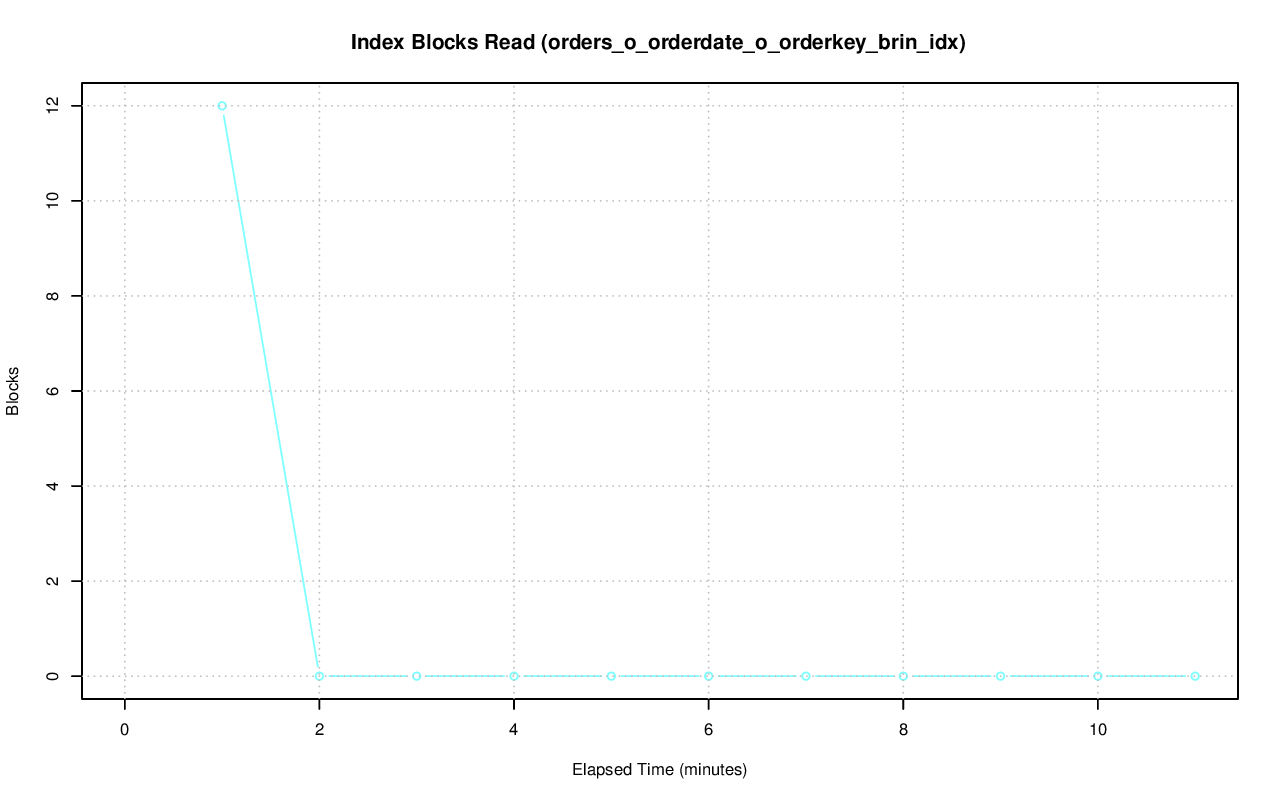 Index Blocks Read (orders_o_orderdate_o_orderkey_brin_idx)
12
10
8
6
4
2
0
Blocks
0 2 4 6 8 10
Elapsed Time (minutes)